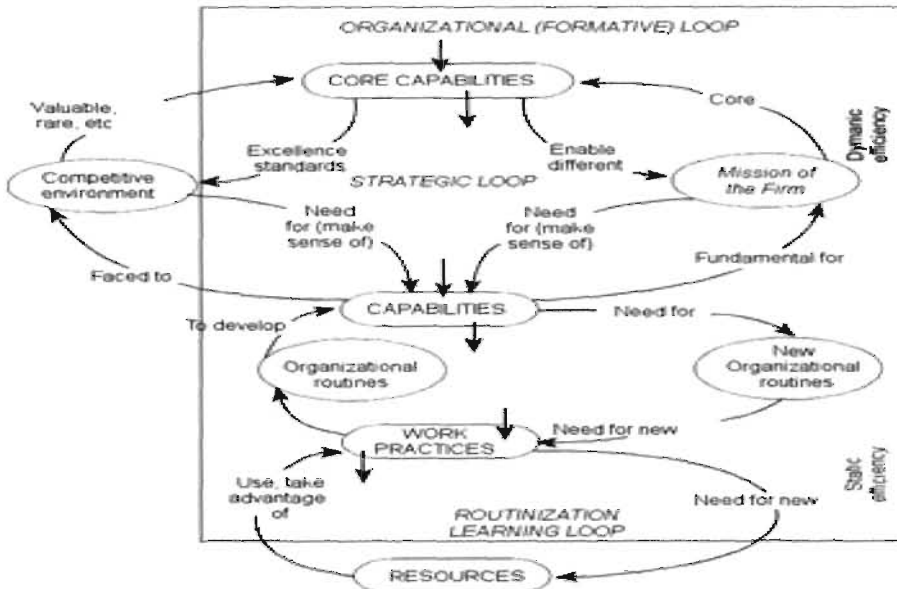 ORGANIZATIONAL (FORMATIVE) LOOP
CORE CAPABILITIES
Valuable,
rare, etc
Core
Dymanic
efficiency
Excellence
standards
Enable
different
Competitive
environment
STRATEGIC LOOP
Mission of
the Firm
Need
for (make
sense of)
Need
for (make
sense of)
Faced to
Fundamental for
CAPABILITIES
To develop
Need for
Organizational
routines
New
Organizational
routines
WORK
PRACTICES
Need for new
Static
efficiency
Use, take
advantage
of
Need for new
ROUTINIZATION
LEARNING LOOP
RESOURCES